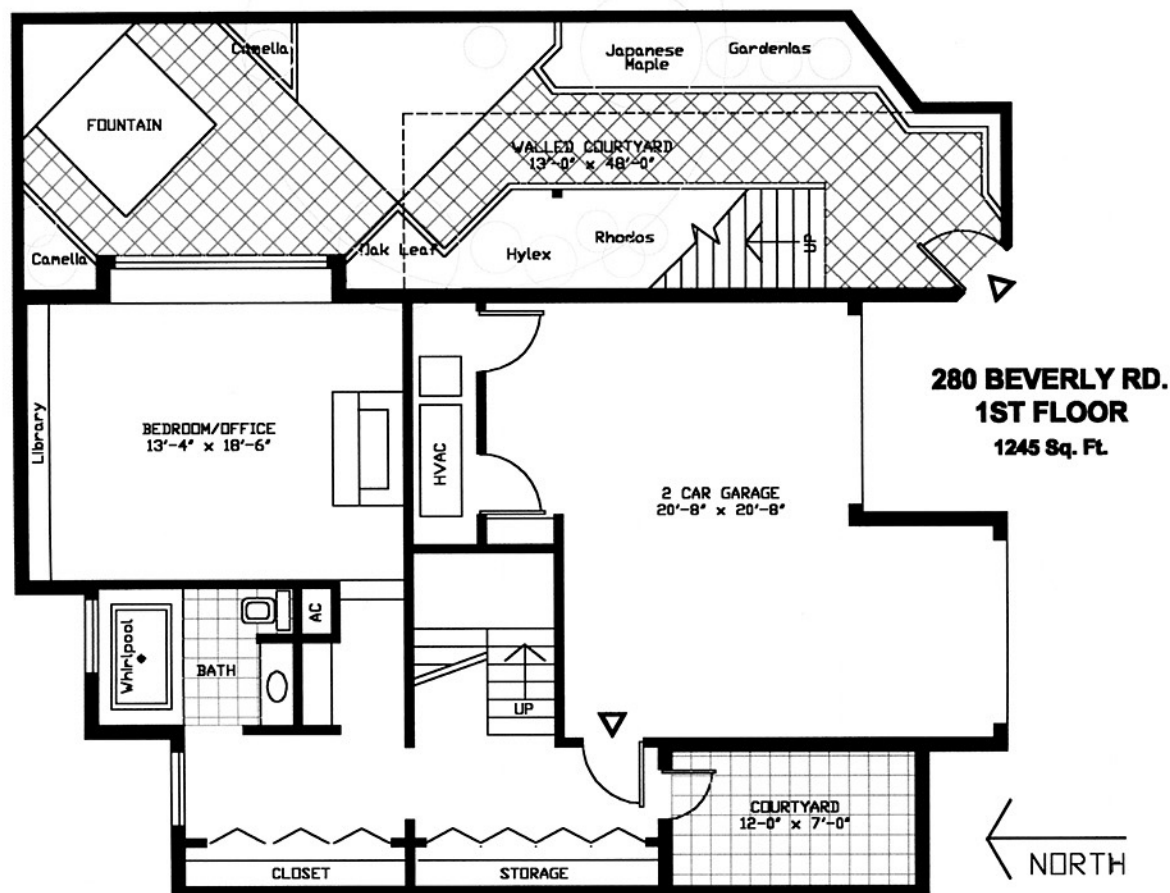 Camelia
Japanese
Maple
Gardenias
FOUNTAIN
WALLED COURTYARD
13'-0" x 48'-0"
Camelia
Oak Leaf
Hylex
Rhodos
UP
280 BEVERLY RD.
1ST FLOOR
1245 Sq. Ft.
Library
BEDROOM/OFFICE
13'-4" x 18'-6"
HVAC
2 CAR GARAGE
20'-8" x 20'-8"
Whirlpool
BATH
AC
UP
COURTYARD
12-0" x 7'-0"
CLOSET
STORAGE
NORTH